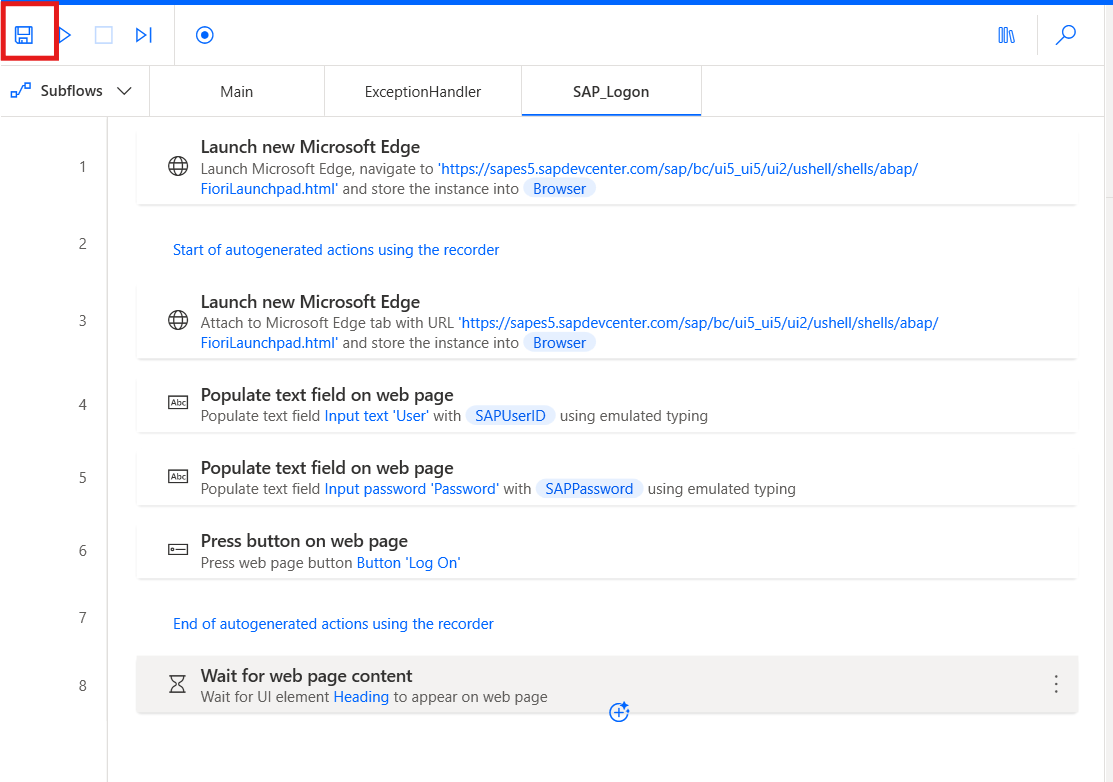 Subflows
Main
ExceptionHandler
SAP_Logon
1
Launch new Microsoft Edge
Launch Microsoft Edge, navigate to 'https://sapes5.sapdevcenter.com/sap/bc/ui5_ui5/ui2/ushell/shells/abap/
FioriLaunchpad.html' and store the instance into Browser
2
Start of autogenerated actions using the recorder
3
Launch new Microsoft Edge
Attach to Microsoft Edge tab with URL 'https://sapes5.sapdevcenter.com/sap/bc/ui5_ui5/ui2/ushell/shells/abap/
FioriLaunchpad.html' and store the instance into Browser
4
Abc
Populate text field on web page
Populate text field Input text 'User' with SAPUserID using emulated typing
5
Abc
Populate text field on web page
Populate text field Input password 'Password' with SAPPassword using emulated typing
6
Press button on web page
Press web page button Button 'Log On'
7
End of autogenerated actions using the recorder
8
Wait for web page content
Wait for UI element Heading to appear on web page